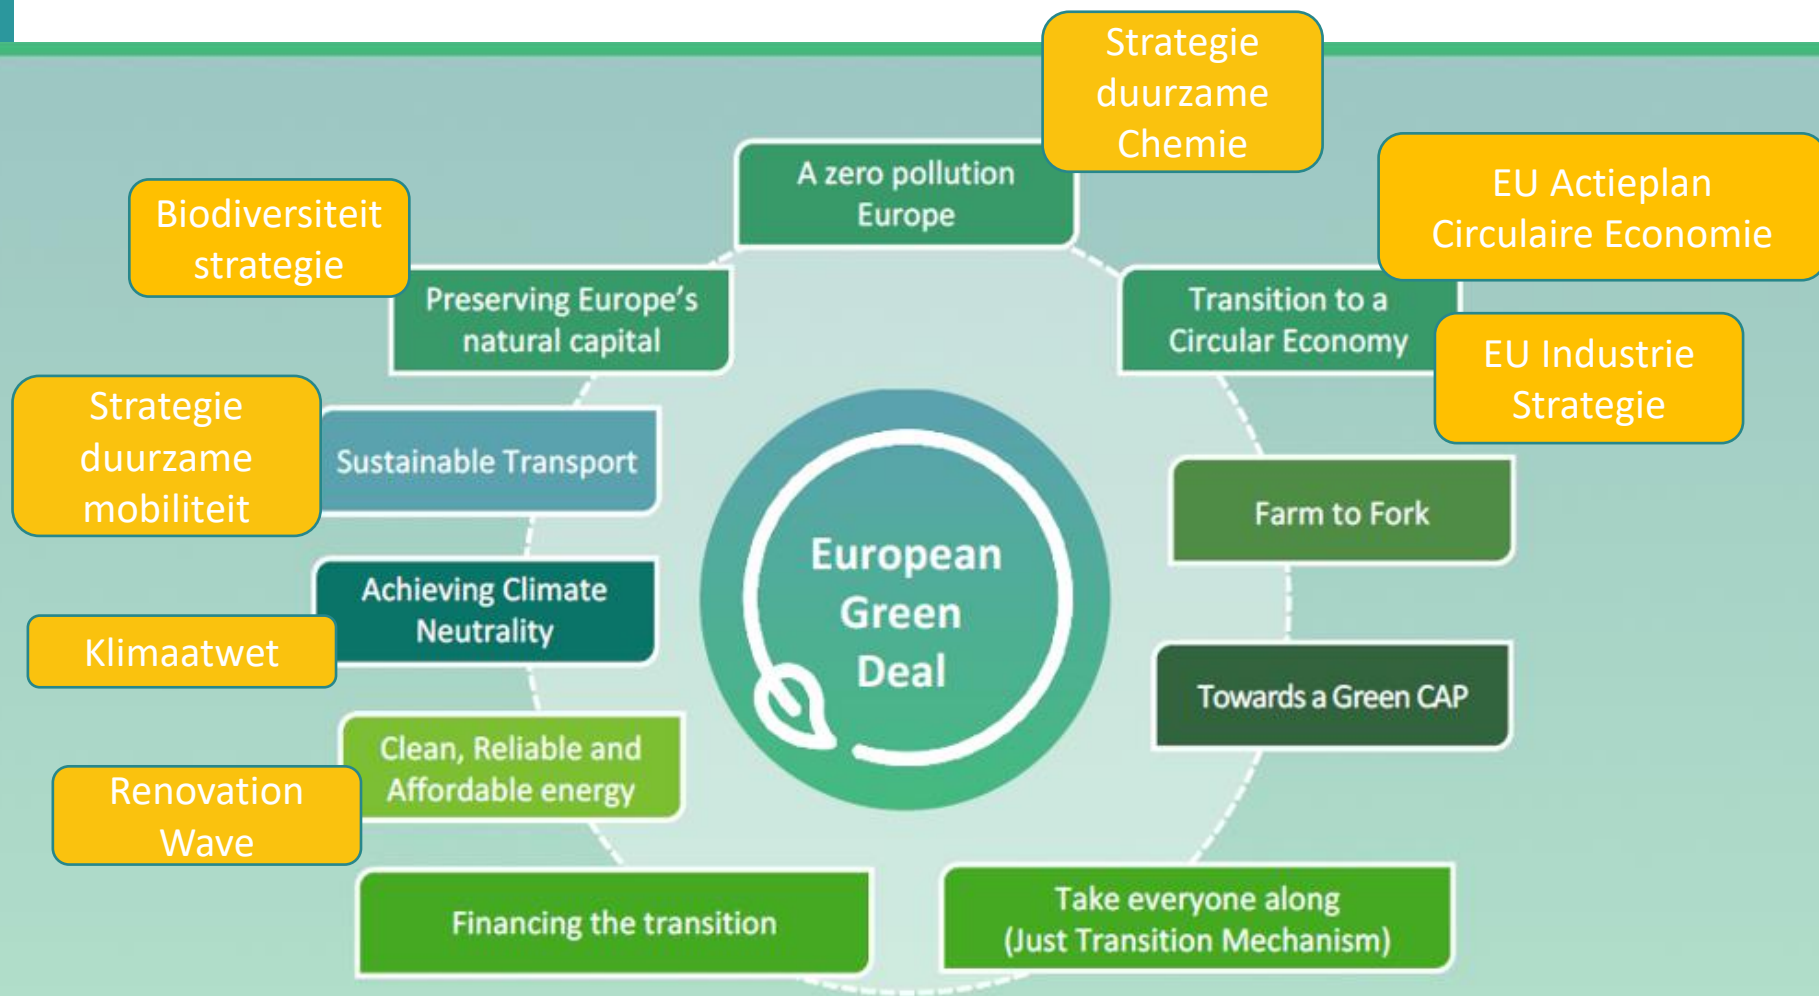 Strategie
duurzame
Chemie
A zero pollution
Europe
EU Actieplan
Circulaire Economie
Biodiversiteit
strategie
Preserving Europe's
natural capital
Transition to a
Circular Economy
EU Industrie
Strategie
Strategie
duurzame
mobiliteit
Sustainable Transport
Farm to Fork
European
Green
Deal
Achieving Climate
Neutrality
Klimaatwet
Towards a Green CAP
Clean, Reliable and
Affordable energy
Renovation
Wave
Financing the transition
Take everyone along
(Just Transition Mechanism)